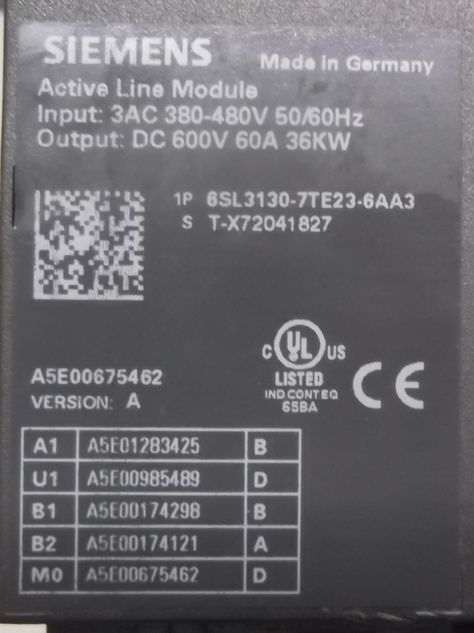 SIEMENS
Made in Germany
Active Line Module
Input: 3AC 380-480V 50/60Hz
Output: DC 600V 60A 36KW
1P 6SL3130-7TE23-6AA3
S T-X72041827
C UL US
LISTED
IND CONT EQ
65BA
CE
A5E00675462
VERSION: A
A1 A5E01283425 B
U1 A5E00985489 D
B1 A5E00174298 B
B2 A5E00174121 A
M0 A5E00675462 D